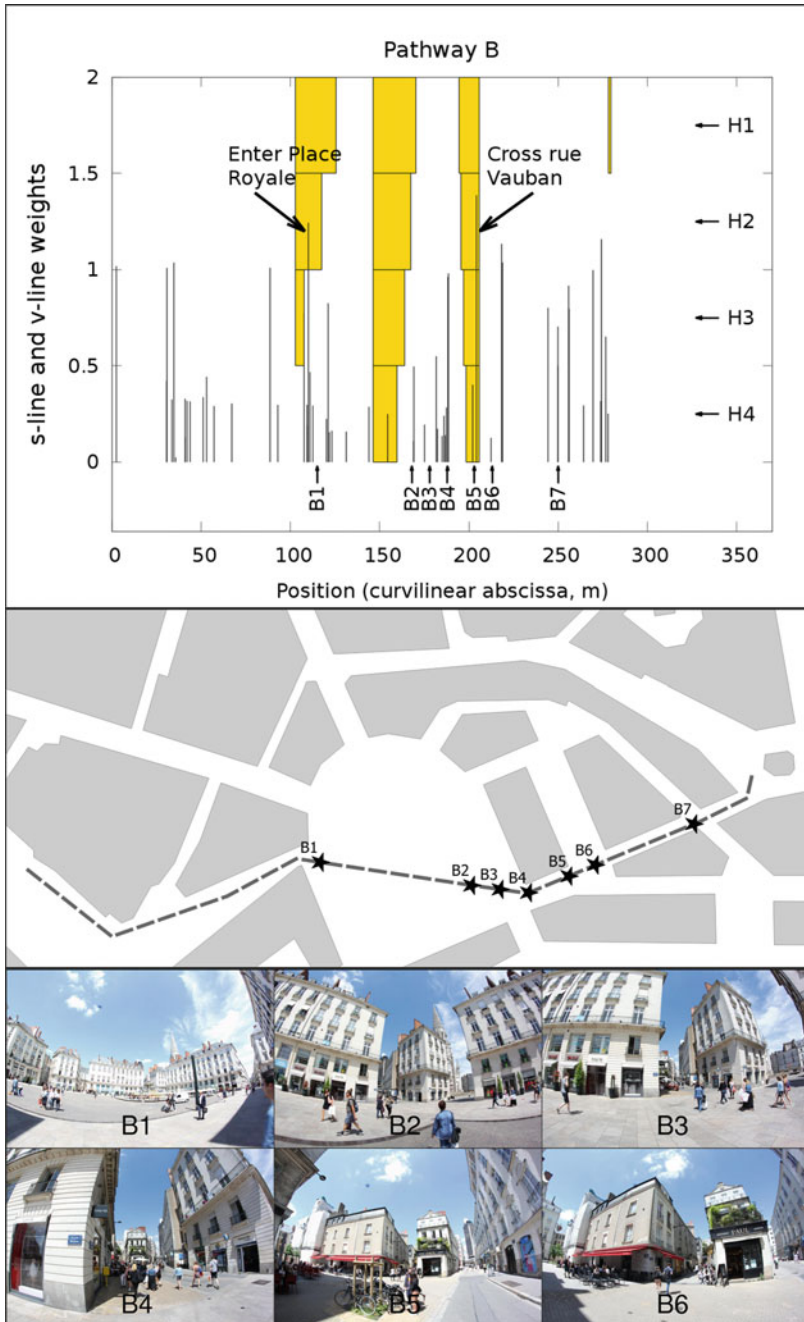 Pathway B
2
1.5
1
0.5
0
s-line and v-line weights
Enter Place
Royale
Cross rue
Vauban
H1
H2
H3
H4
B1
B2
B3
B4
B5
B6
B7
0 50 100 150 200 250 300 350
Position (curvilinear abscissa, m)
B1
B2
B3
B4
B5
B6
B7
B1
B2
B3
B4
B5
B6